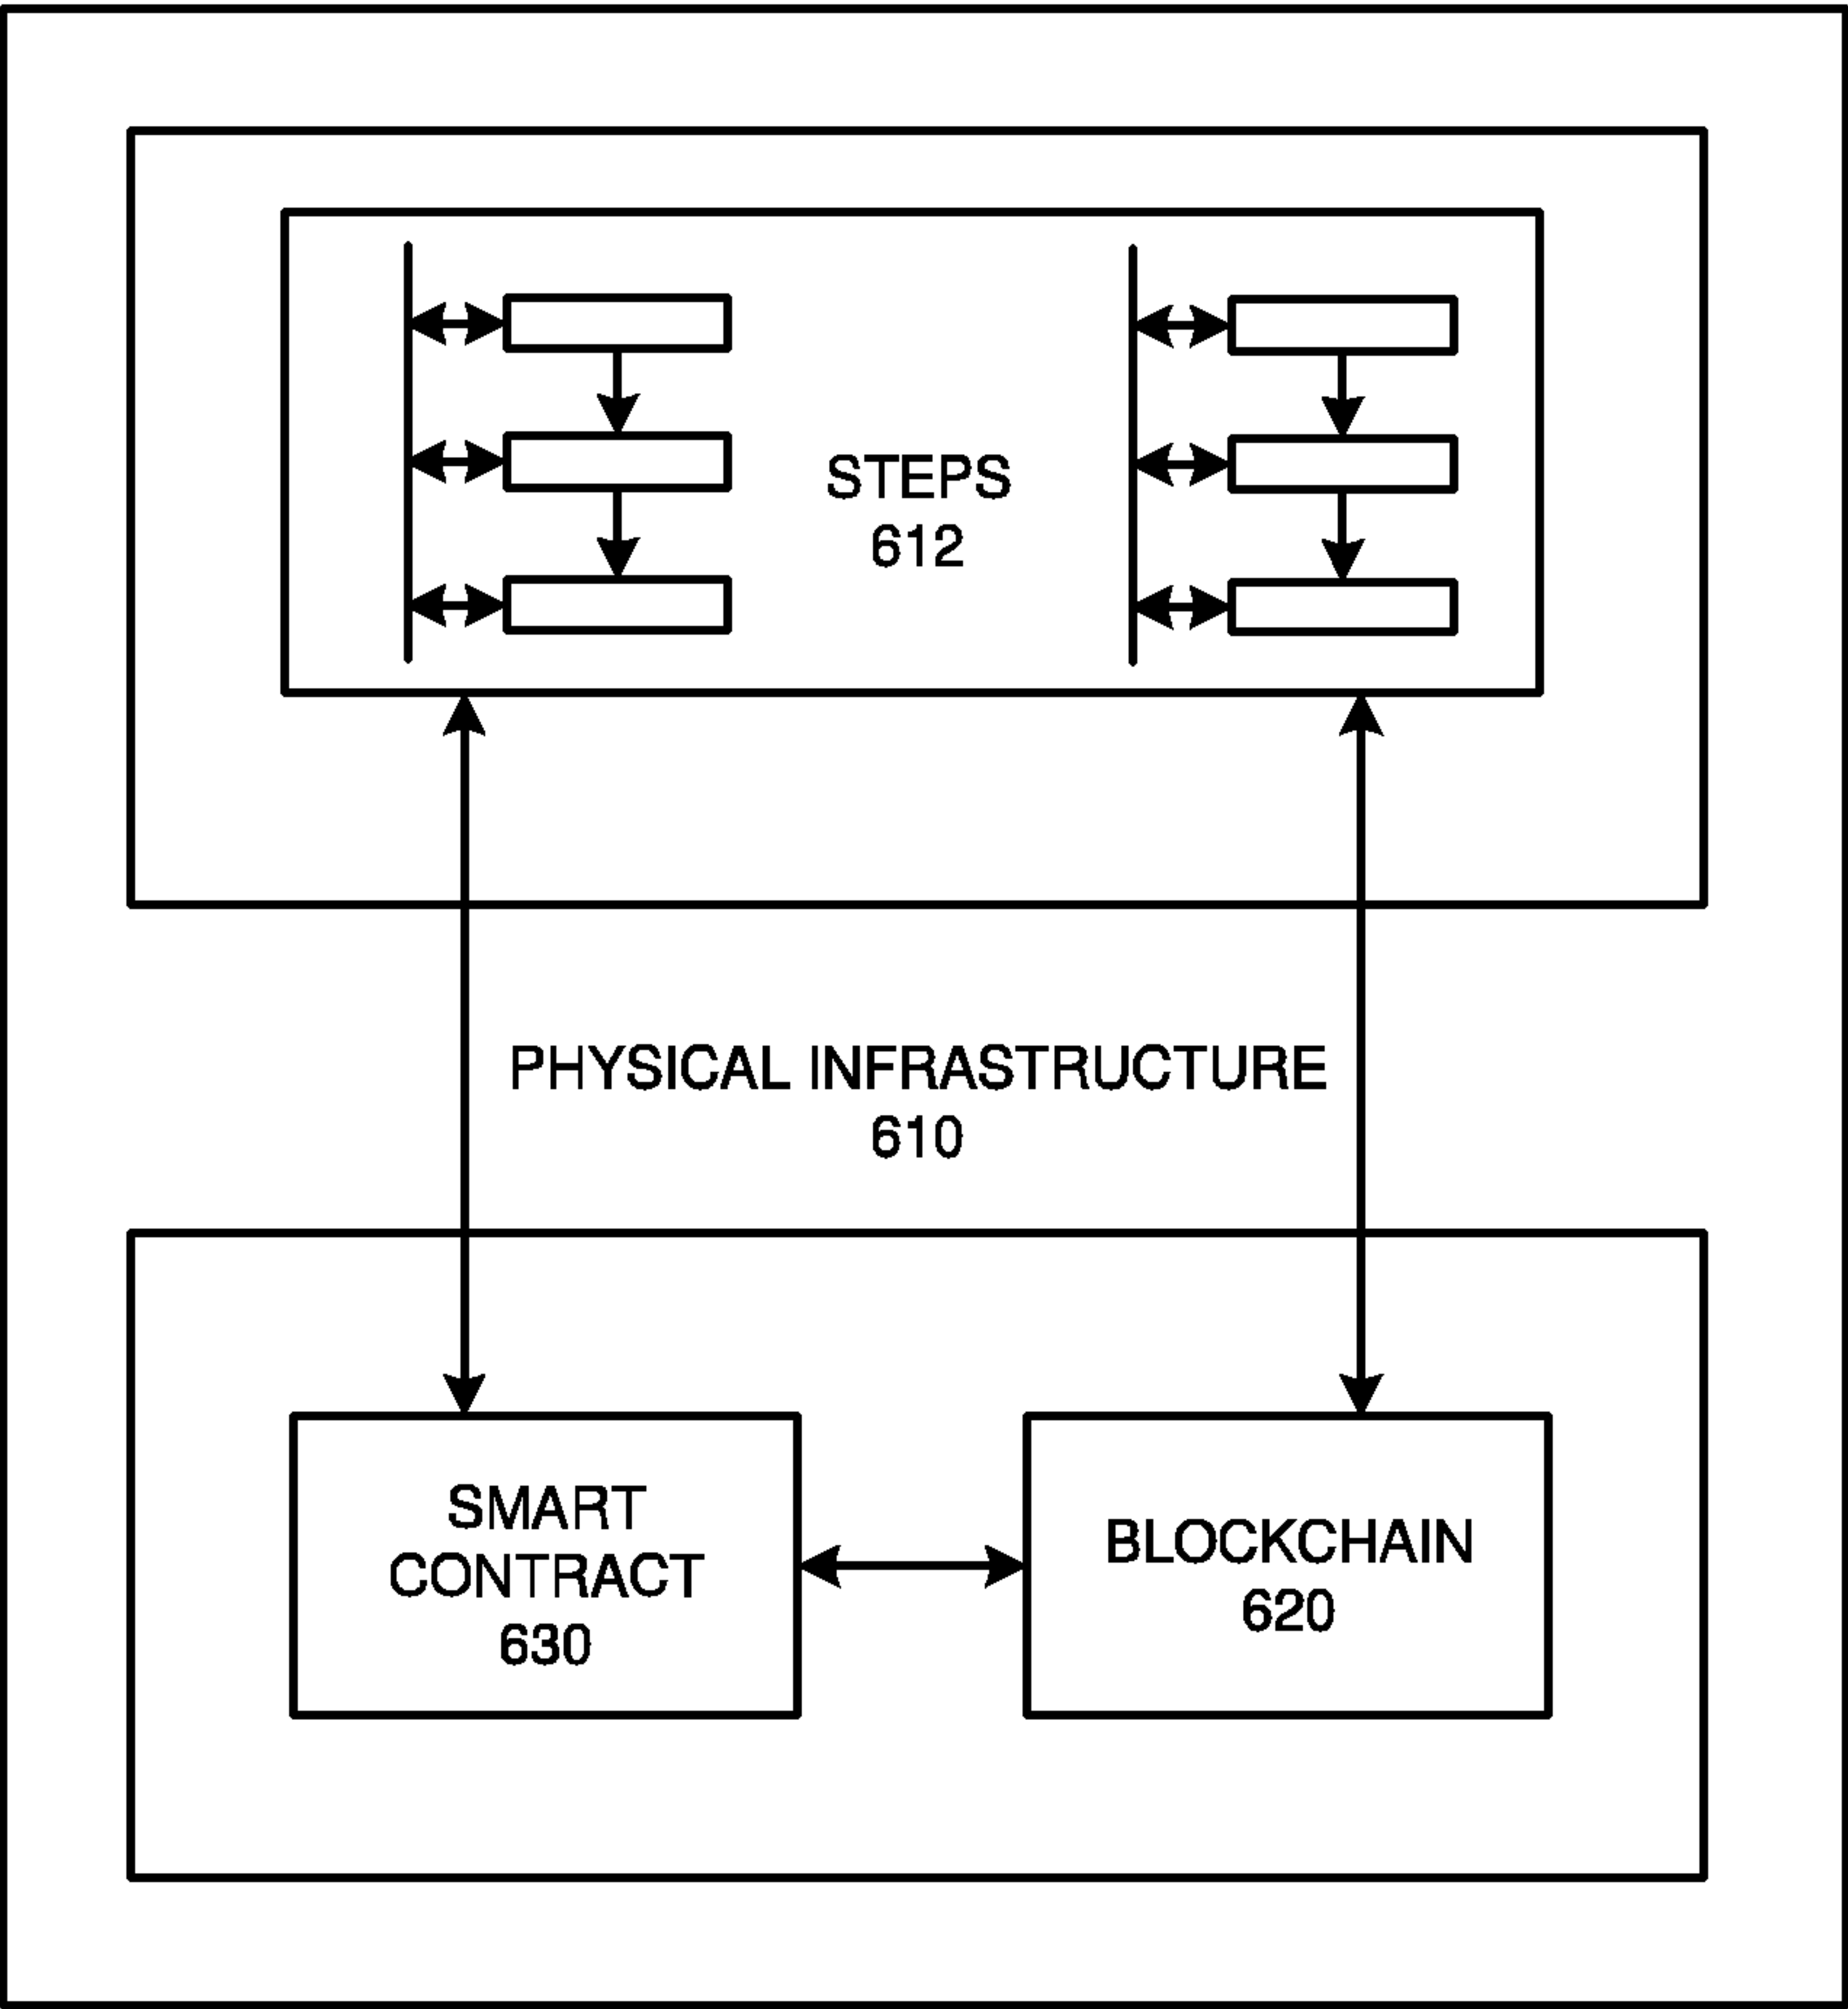 STEPS
612
PHYSICAL INFRASTRUCTURE
610
SMART
CONTRACT
630
BLOCKCHAIN
620